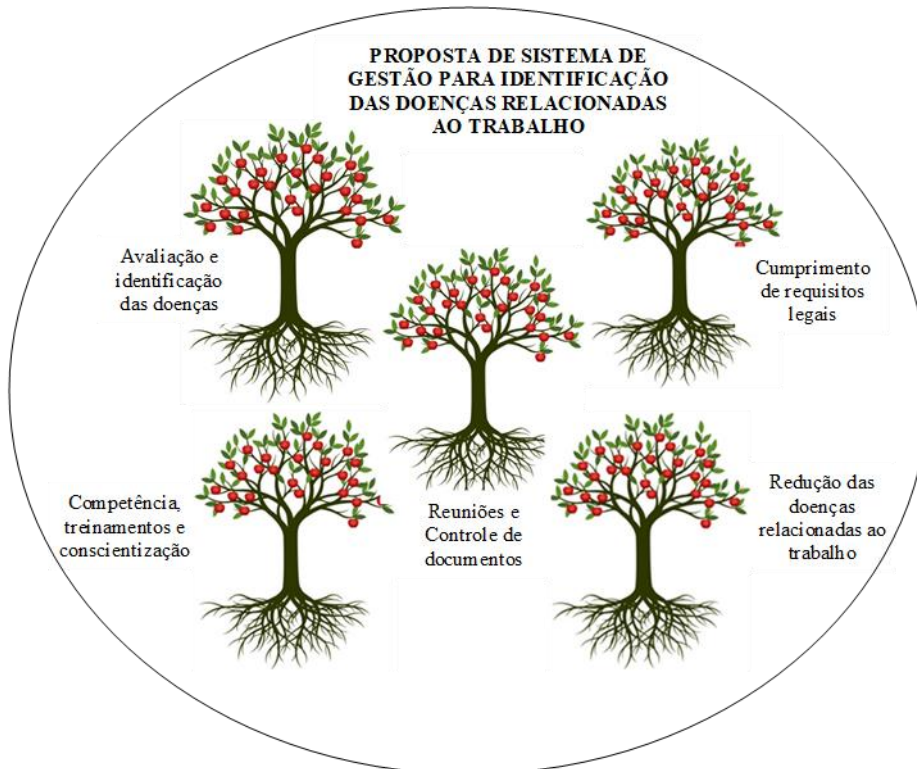 PROPOSTA DE SISTEMA DE
GESTÃO PARA IDENTIFICAÇÃO
DAS DOENÇAS RELACIONADAS
AO TRABALHO
Avaliação e
identificação
das doenças
Cumprimento
de requisitos
legais
Competência,
treinamentos e
conscientização
Reuniões e
Controle de
documentos
Redução das
doenças
relacionadas ao
trabalho